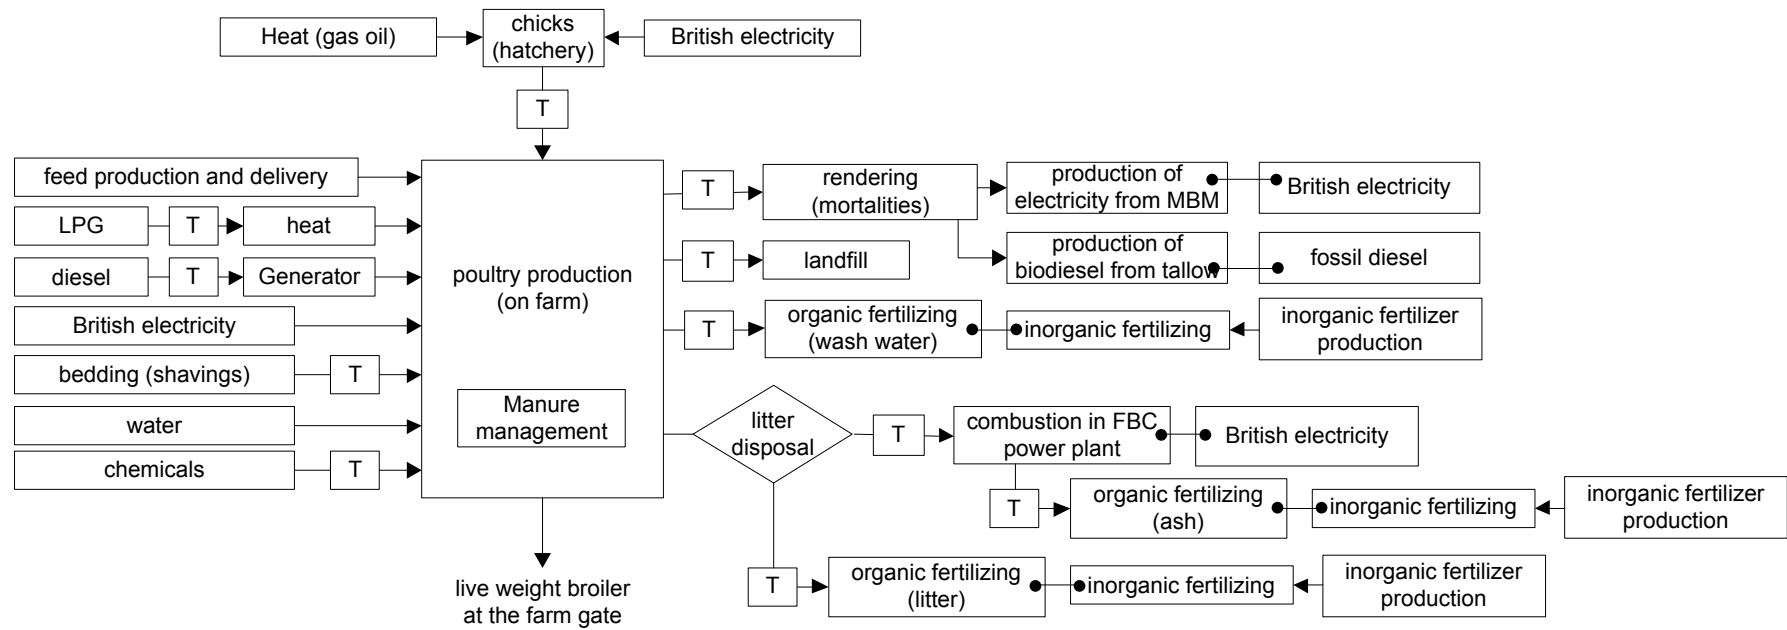 Heat (gas oil)
chicks
(hatchery)
British electricity
T
feed production and delivery
LPG
T
heat
diesel
T
Generator
British electricity
bedding (shavings)
T
water
chemicals
T
poultry production
(on farm)
Manure
management
live weight broiler
at the farm gate
T
rendering
(mortalities)
production of
electricity from MBM
British electricity
production of
biodiesel from tallow
fossil diesel
T
landfill
T
organic fertilizing
(wash water)
inorganic fertilizing
inorganic fertilizer
production
litter
disposal
T
combustion in FBC
power plant
British electricity
T
organic fertilizing
(ash)
inorganic fertilizing
inorganic fertilizer
production
T
organic fertilizing
(litter)
inorganic fertilizing
inorganic fertilizer
production